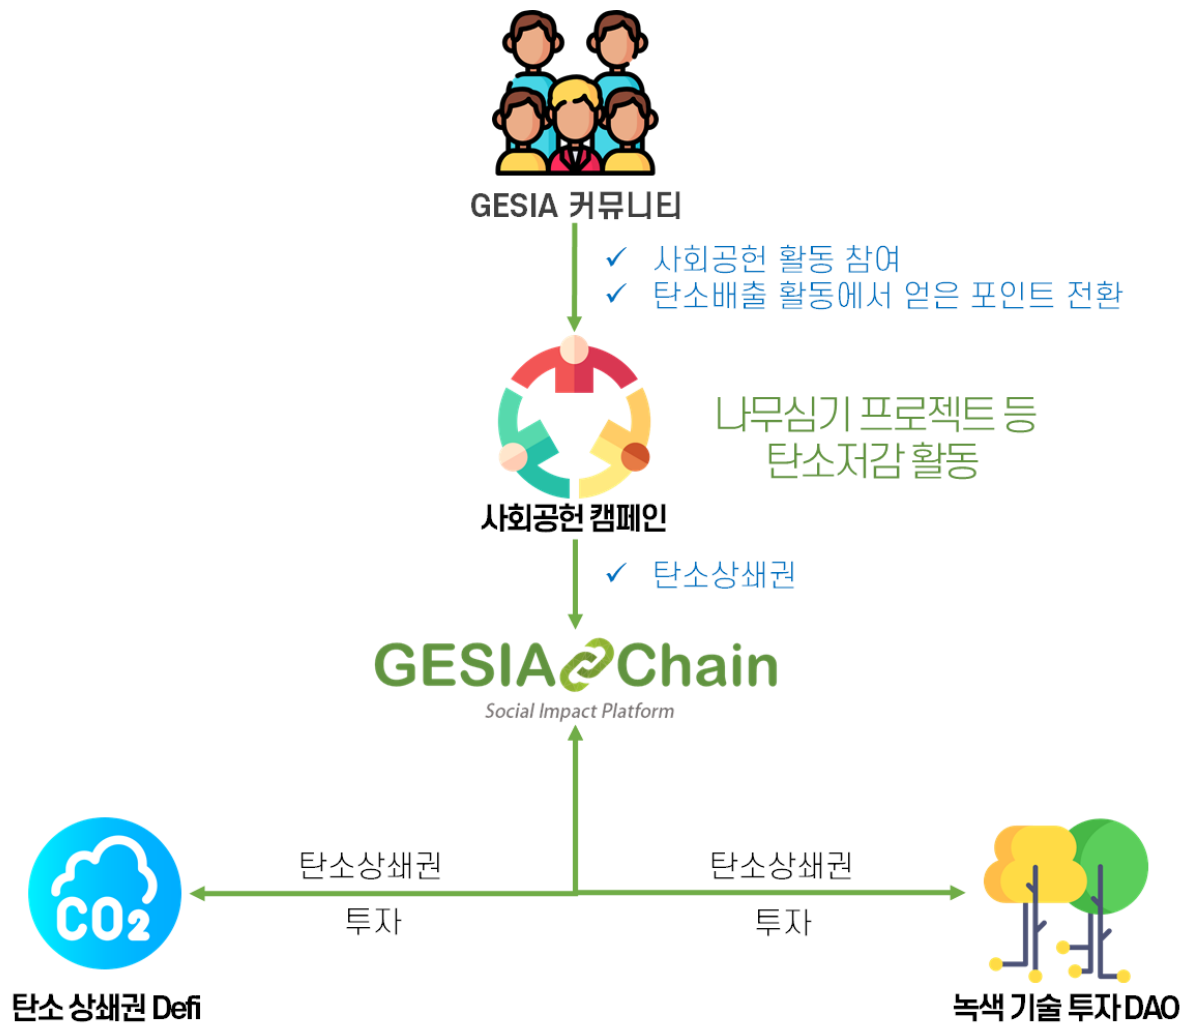 GESIA 커뮤니티
✓ 사회공헌 활동 참여
✓ 탄소배출 활동에서 얻은 포인트 전환
나무심기 프로젝트 등
탄소저감 활동
사회공헌 캠페인
✓ 탄소상쇄권
GESIA Chain
Social Impact Platform
탄소상쇄권
투자
탄소상쇄권
투자
CO2
탄소 상쇄권 Defi
녹색 기술 투자 DAO